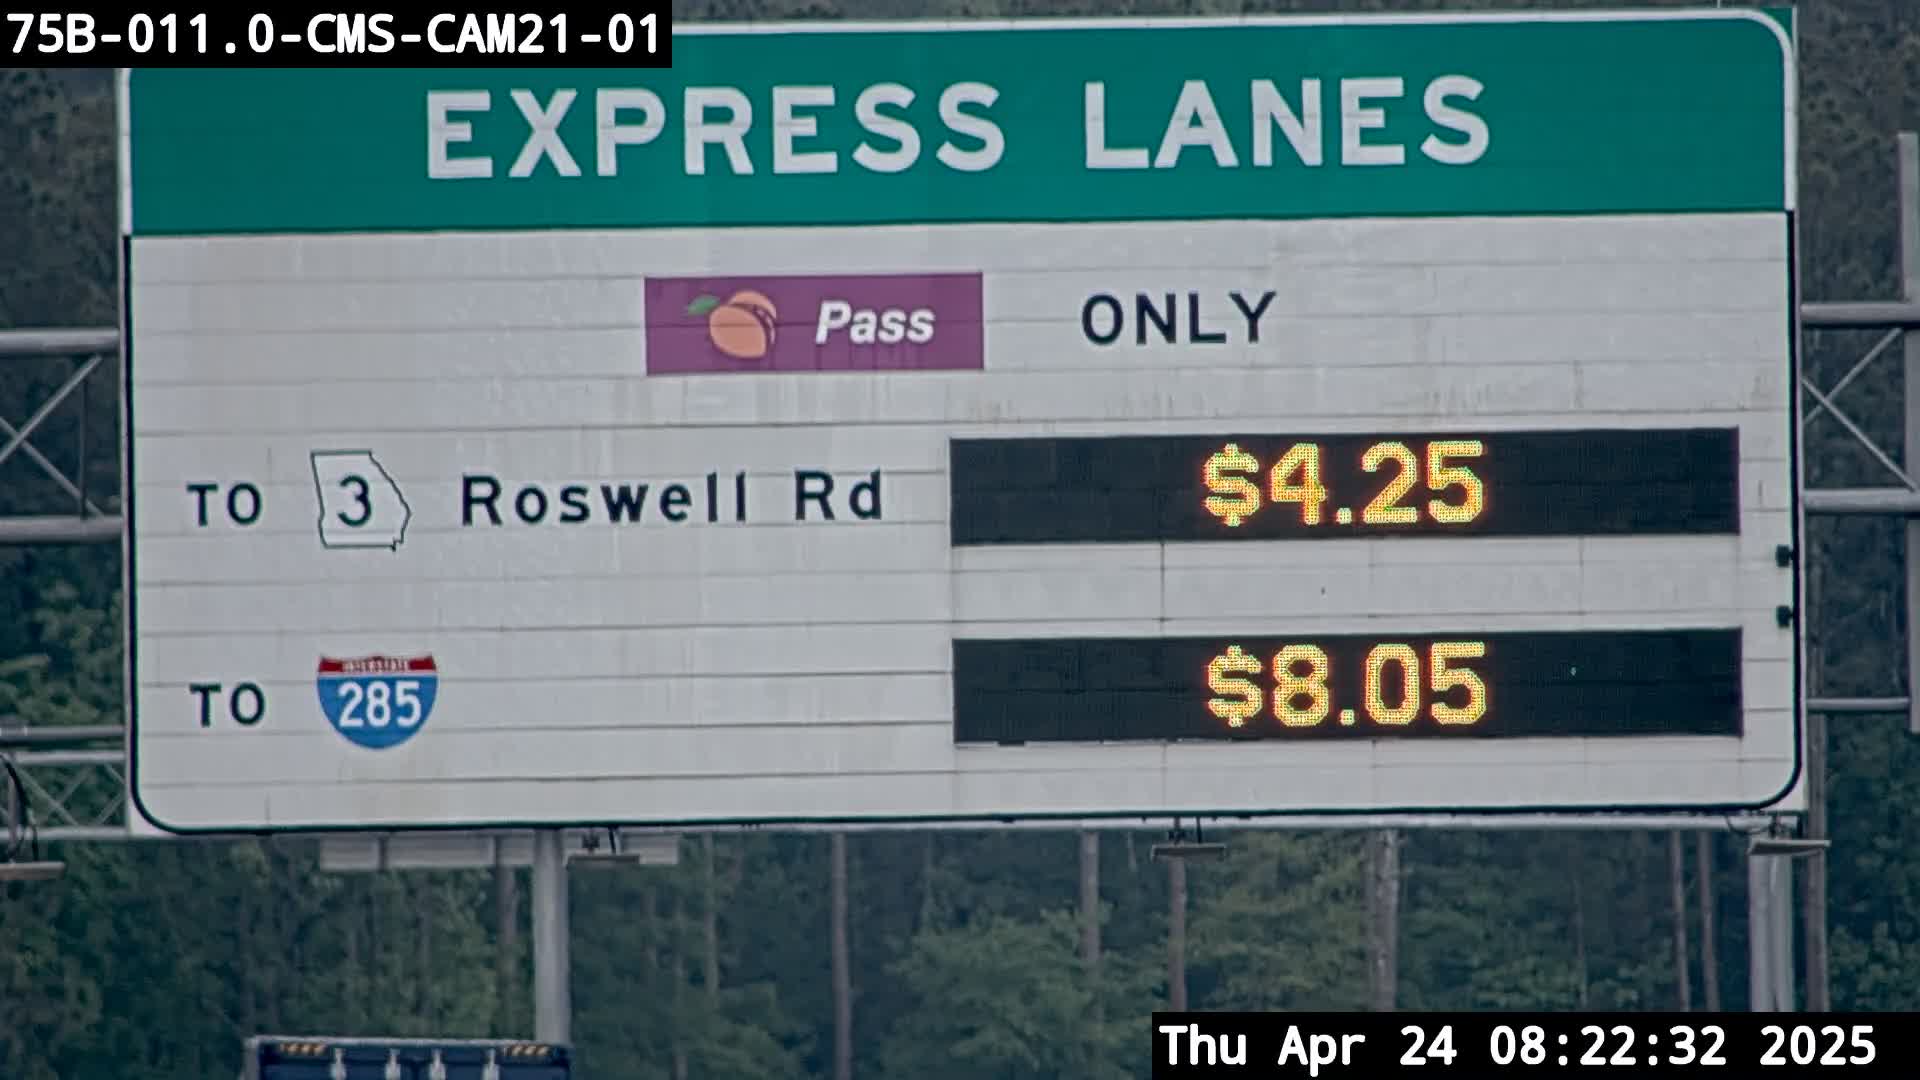 75B-011.0-CMS-CAM21-01
EXPRESS LANES
Pass ONLY
TO 3 Roswell Rd $4.25
INTERSTATE
TO 285 $8.05
Thu Apr 24 08:22:32 2025